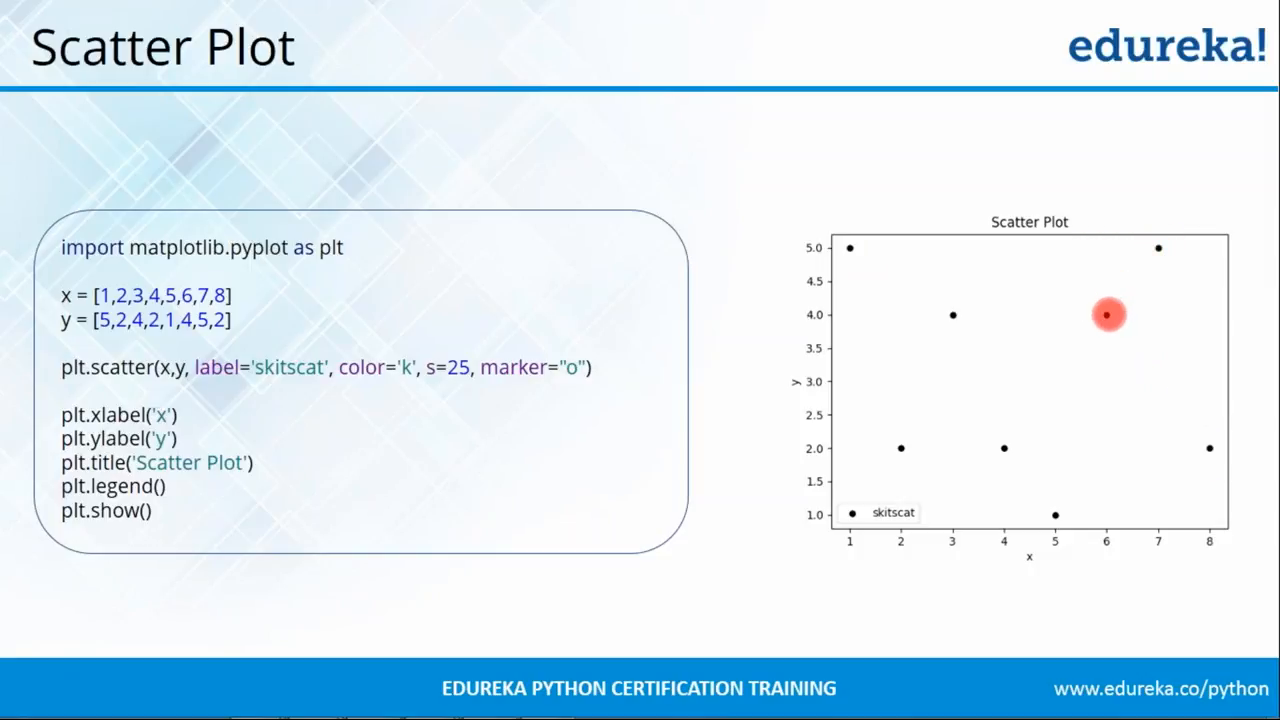 Scatter Plot
edureka!
import matplotlib.pyplot as plt
x = [1,2,3,4,5,6,7,8]
y = [5,2,4,2,1,4,5,2]
plt.scatter(x,y, label='skitscat', color='k', s=25, marker="o")
plt.xlabel('x')
plt.ylabel('y')
plt.title('Scatter Plot')
plt.legend()
plt.show()
Scatter Plot
5.0
4.5
4.0
3.5
3.0
2.5
2.0
1.5
1.0
y
skitscat
1 2 3 4 5 6 7 8
x
EDUREKA PYTHON CERTIFICATION TRAINING
www.edureka.co/python